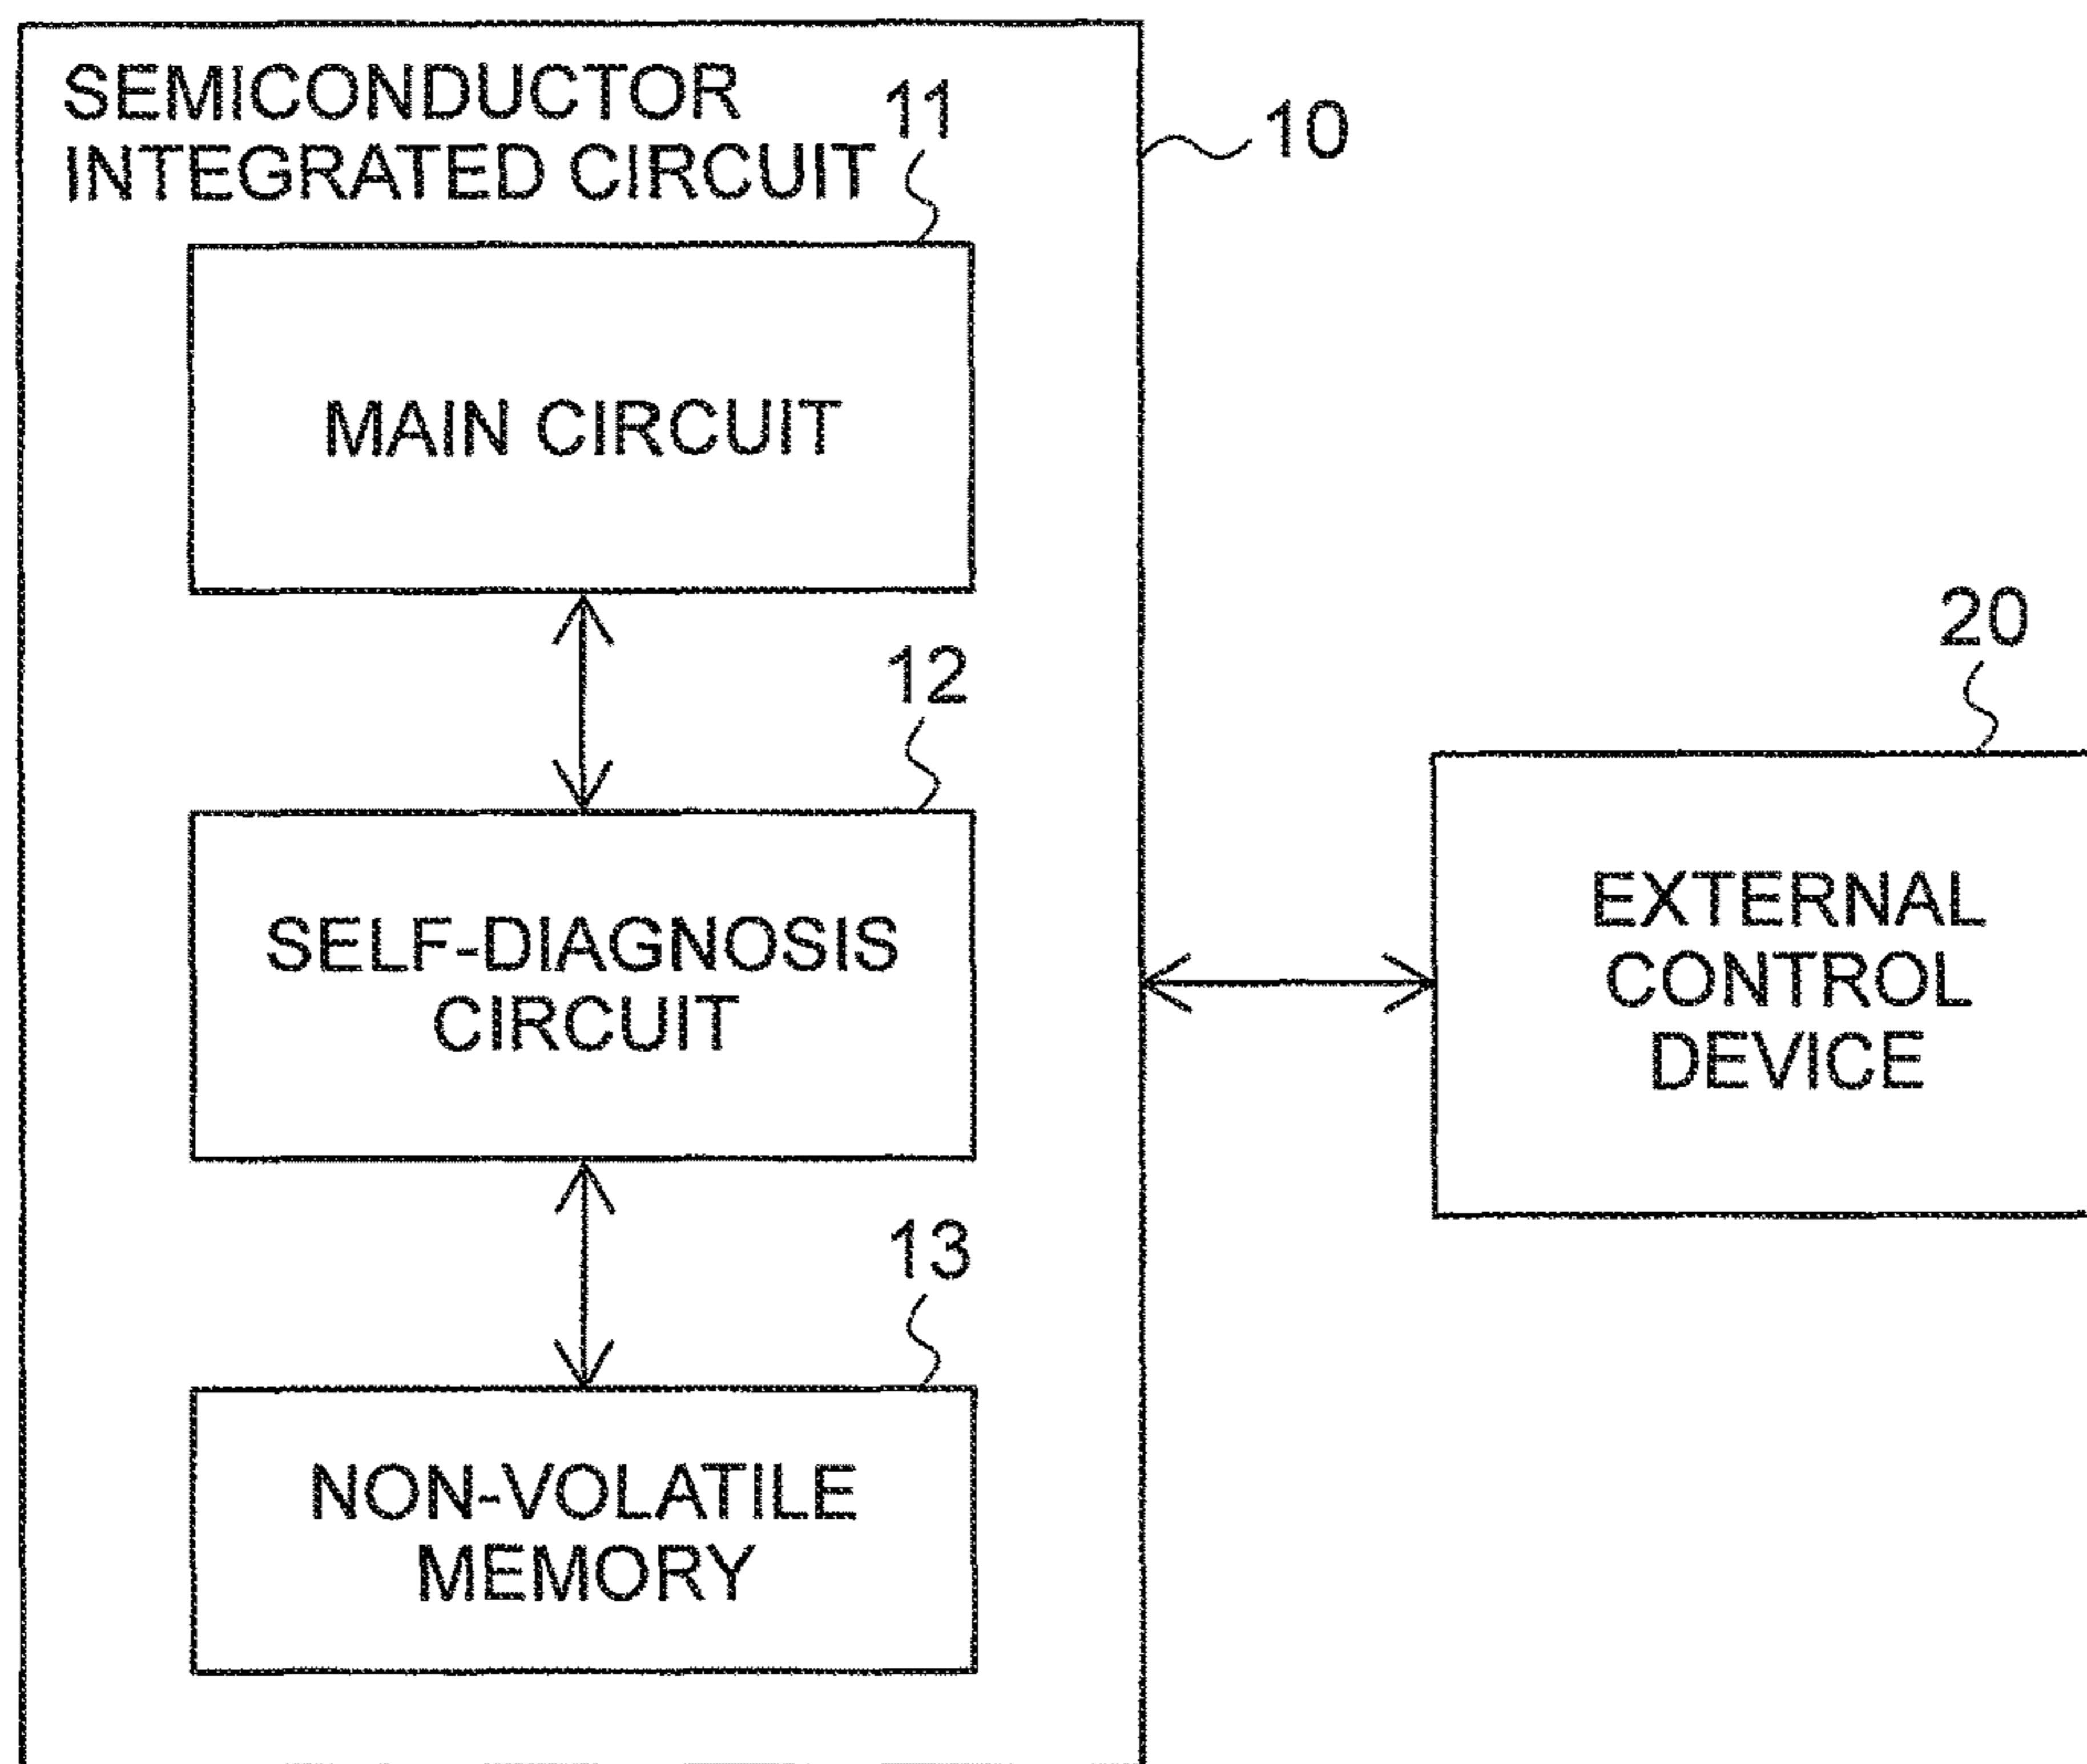 SEMICONDUCTOR
INTEGRATED CIRCUIT
11
10
MAIN CIRCUIT
12
SELF-DIAGNOSIS
CIRCUIT
20
EXTERNAL
CONTROL
DEVICE
13
NON-VOLATILE
MEMORY